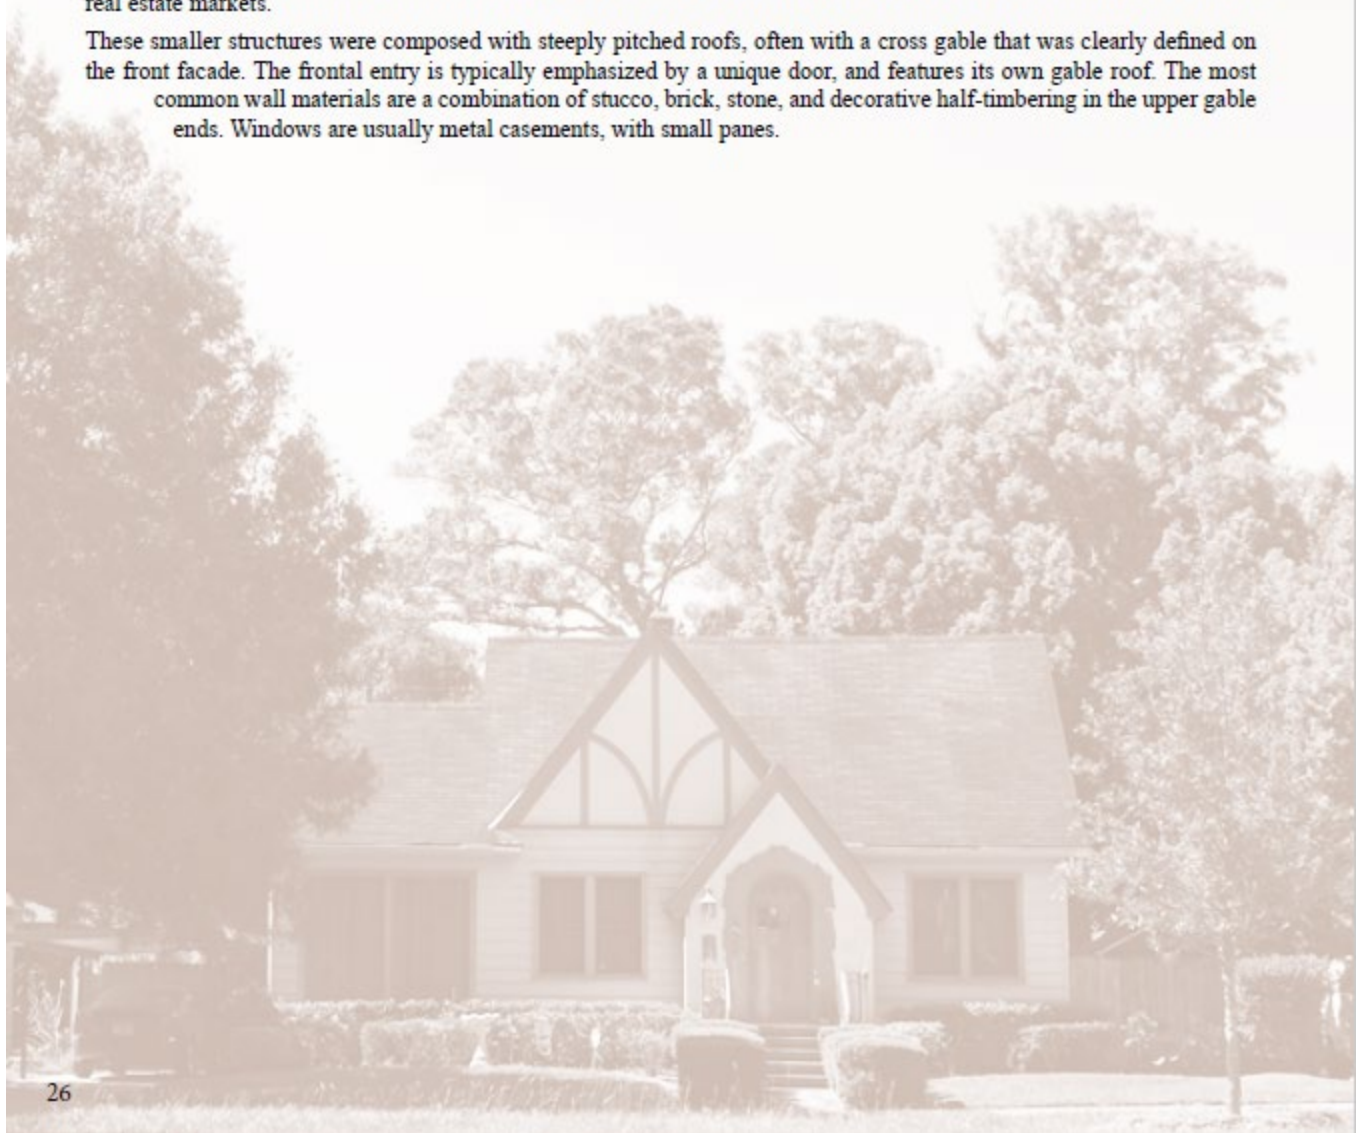 real estate markets.
These smaller structures were composed with steeply pitched roofs, often with a cross gable that was clearly defined on
the front facade. The frontal entry is typically emphasized by a unique door, and features its own gable roof. The most
common wall materials are a combination of stucco, brick, stone, and decorative half-timbering in the upper gable
ends. Windows are usually metal casements, with small panes.
26